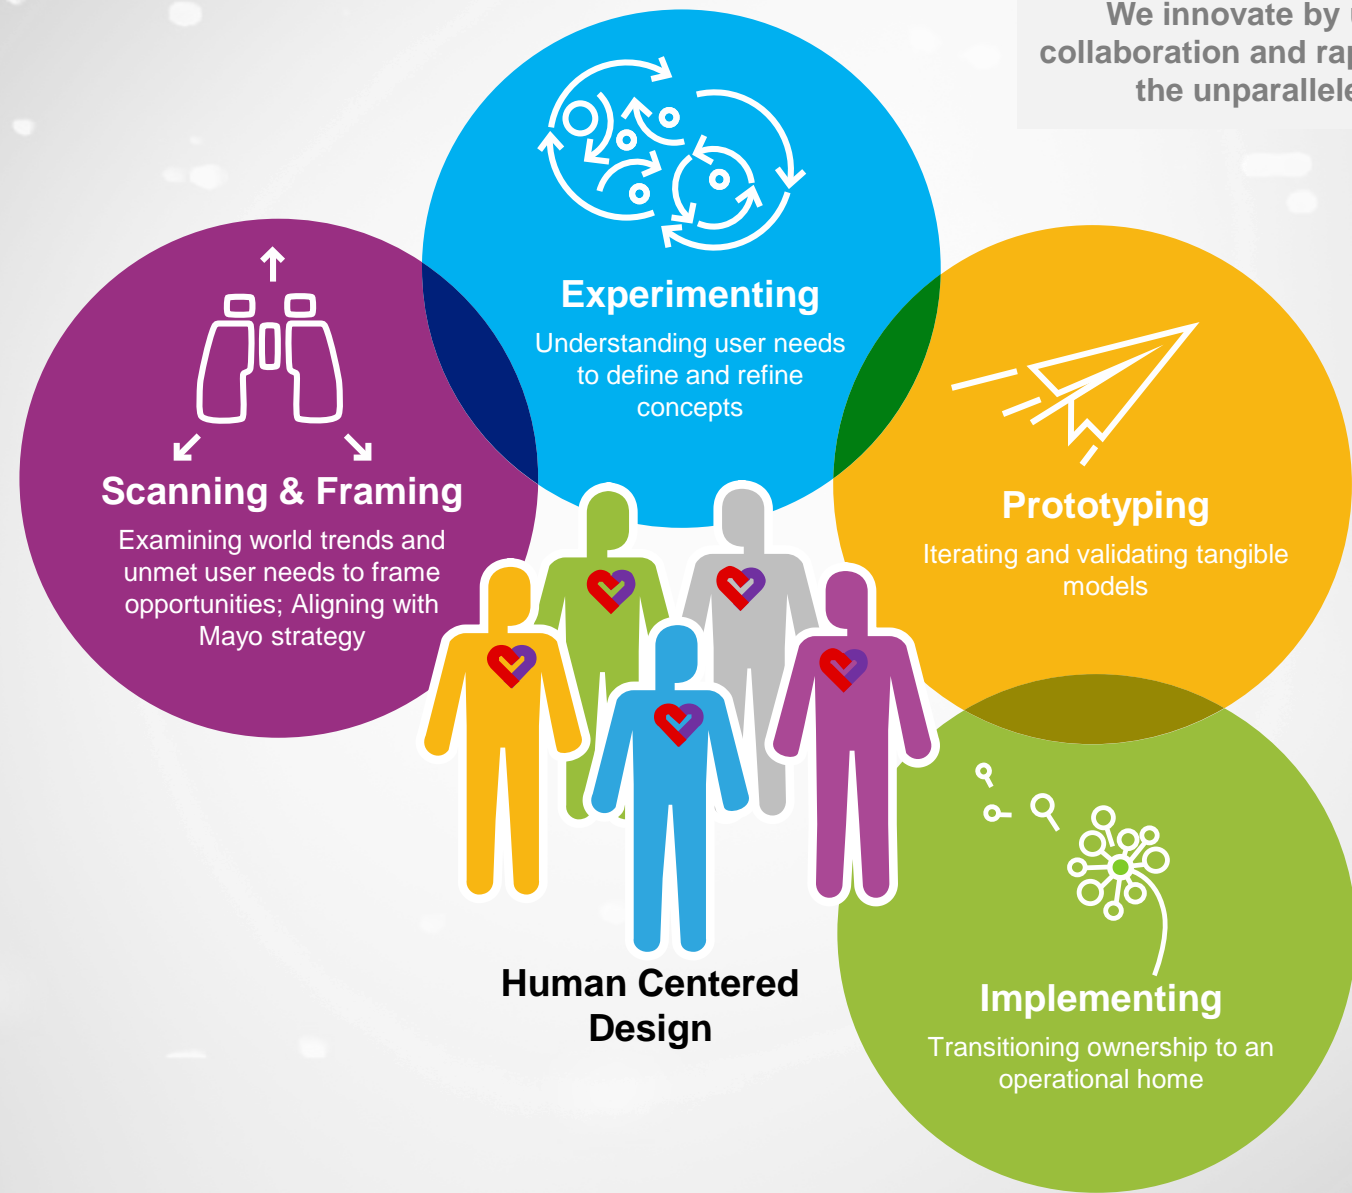 We innovate by
collaboration and
the
Experimenting
Understanding user needs
to define and refine
concepts
Scanning & Framing
Examining world trends and
unmet user needs to frame
opportunities; Aligning with
Mayo strategy
Prototyping
Iterating and validating tangible
models
Human Centered
Design
Implementing
Transitioning ownership to an
operational home